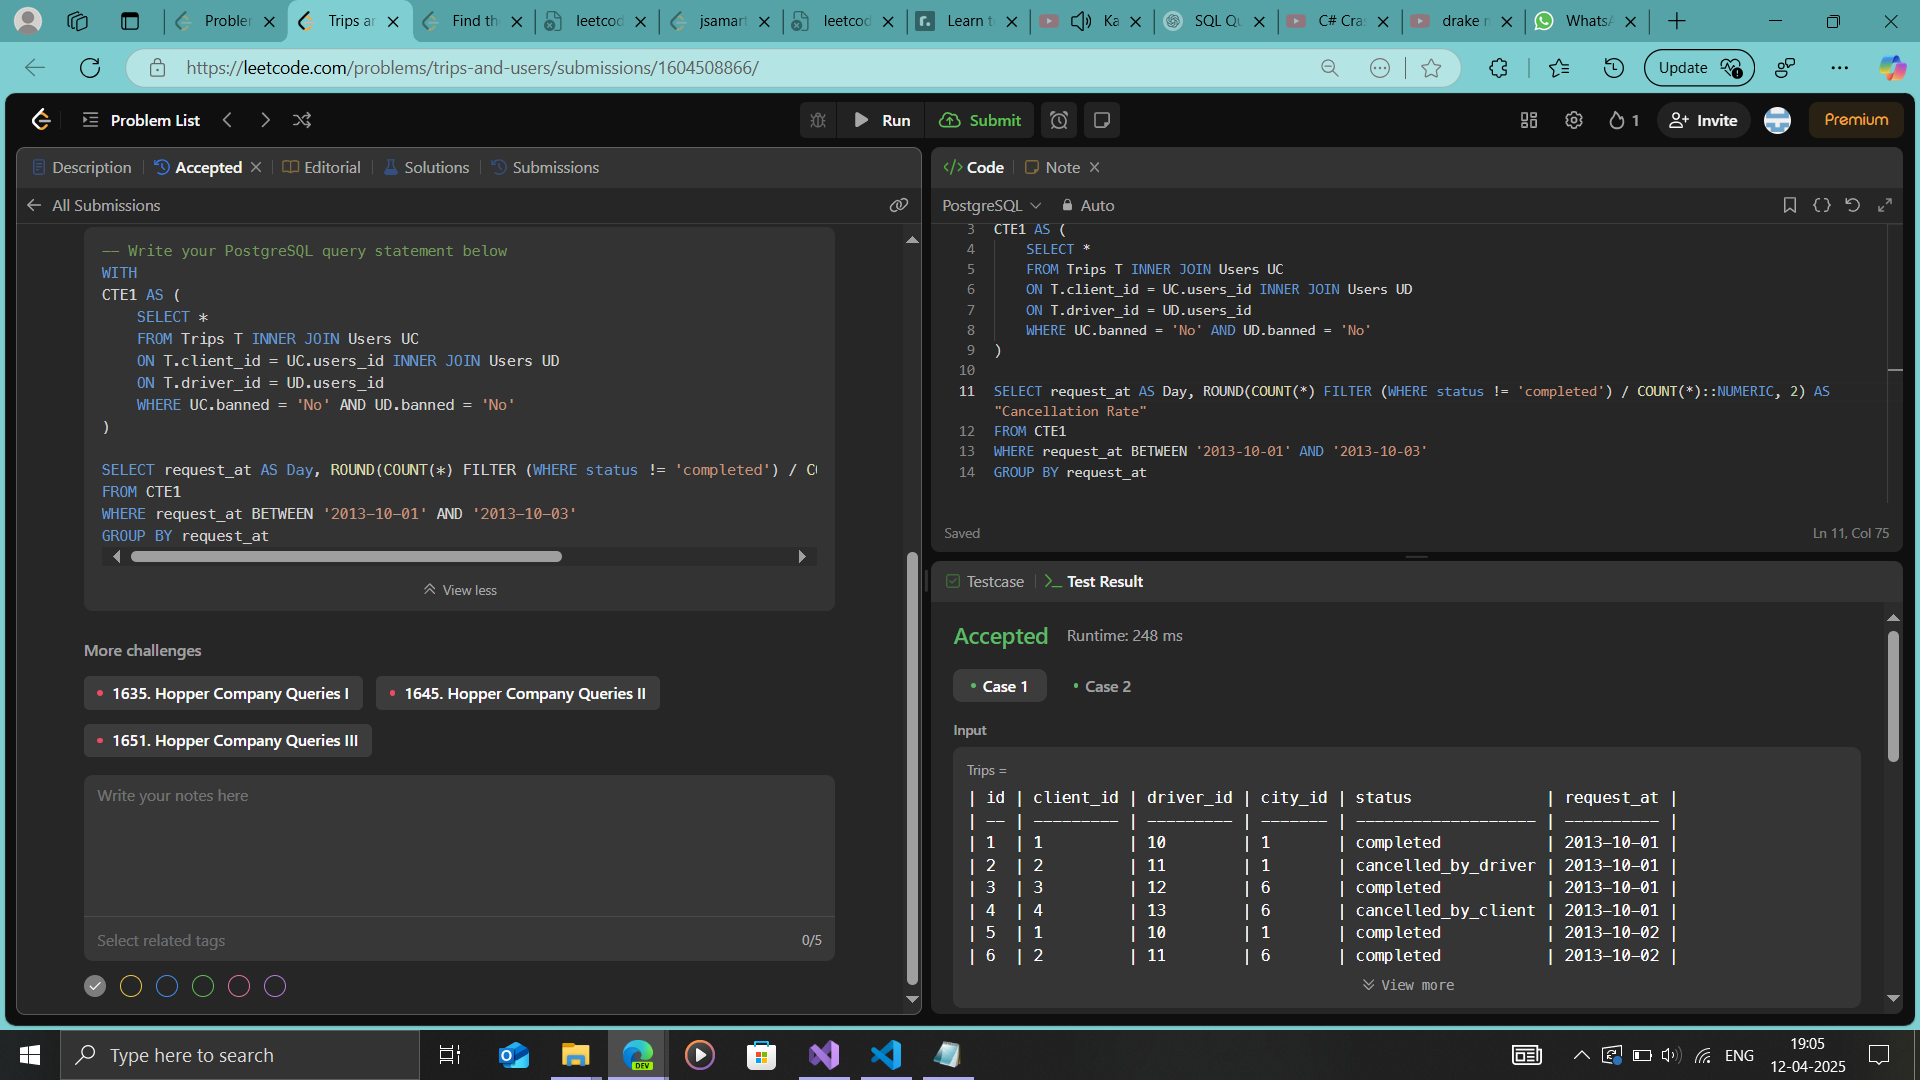 Problem
Trips an
Find the
leetcod
jsamart
leetcod
Learn t
Ka
SQL Qu
C# Cra
drake n
WhatsA
https://leetcode.com/problems/trips-and-users/submissions/1604508866/
Update
Problem List
Run
Submit
1
Invite
Premium
Description
Accepted
Editorial
Solutions
Submissions
All Submissions
-- Write your PostgreSQL query statement below
WITH
CTE1 AS (
SELECT *
FROM Trips T INNER JOIN Users UC
ON T.client_id = UC.users_id INNER JOIN Users UD
ON T.driver_id = UD.users_id
WHERE UC.banned = 'No' AND UD.banned = 'No'
)
SELECT request_at AS Day, ROUND(COUNT(*) FILTER (WHERE status != 'completed') / CO
FROM CTE1
WHERE request_at BETWEEN '2013-10-01' AND '2013-10-03'
GROUP BY request_at
View less
More challenges
1635. Hopper Company Queries I
1645. Hopper Company Queries II
1651. Hopper Company Queries III
Write your notes here
Select related tags
0/5
Code
Note
PostgreSQL
Auto
3 CTE1 AS (
4 SELECT *
5 FROM Trips T INNER JOIN Users UC
6 ON T.client_id = UC.users_id INNER JOIN Users UD
7 ON T.driver_id = UD.users_id
8 WHERE UC.banned = 'No' AND UD.banned = 'No'
9 )
10
11 SELECT request_at AS Day, ROUND(COUNT(*) FILTER (WHERE status != 'completed') / COUNT(*)::NUMERIC, 2) AS
"Cancellation Rate"
12 FROM CTE1
13 WHERE request_at BETWEEN '2013-10-01' AND '2013-10-03'
14 GROUP BY request_at
Saved
Ln 11, Col 75
Testcase
Test Result
Accepted
Runtime: 248 ms
Case 1
Case 2
Input
Trips =
| id | client_id | driver_id | city_id | status | request_at |
| -- | --------- | --------- | ------- | ------------------- | ---------- |
| 1 | 1 | 10 | 1 | completed | 2013-10-01 |
| 2 | 2 | 11 | 1 | cancelled_by_driver | 2013-10-01 |
| 3 | 3 | 12 | 6 | completed | 2013-10-01 |
| 4 | 4 | 13 | 6 | cancelled_by_client | 2013-10-01 |
| 5 | 1 | 10 | 1 | completed | 2013-10-02 |
| 6 | 2 | 11 | 6 | completed | 2013-10-02 |
View more
Type here to search
DEV
ENG
19:05
12-04-2025